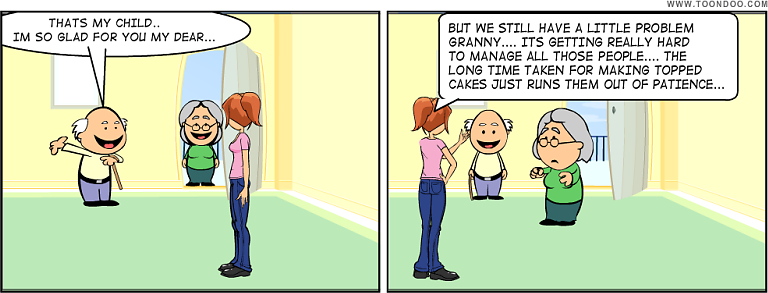 WWW.TOONDOO.COM
THATS MY CHILD..
IM SO GLAD FOR YOU MY DEAR...
BUT WE STILL HAVE A LITTLE PROBLEM
GRANNY.... ITS GETTING REALLY HARD
TO MANAGE ALL THOSE PEOPLE.... THE
LONG TIME TAKEN FOR MAKING TOPPED
CAKES JUST RUNS THEM OUT OF PATIENCE...